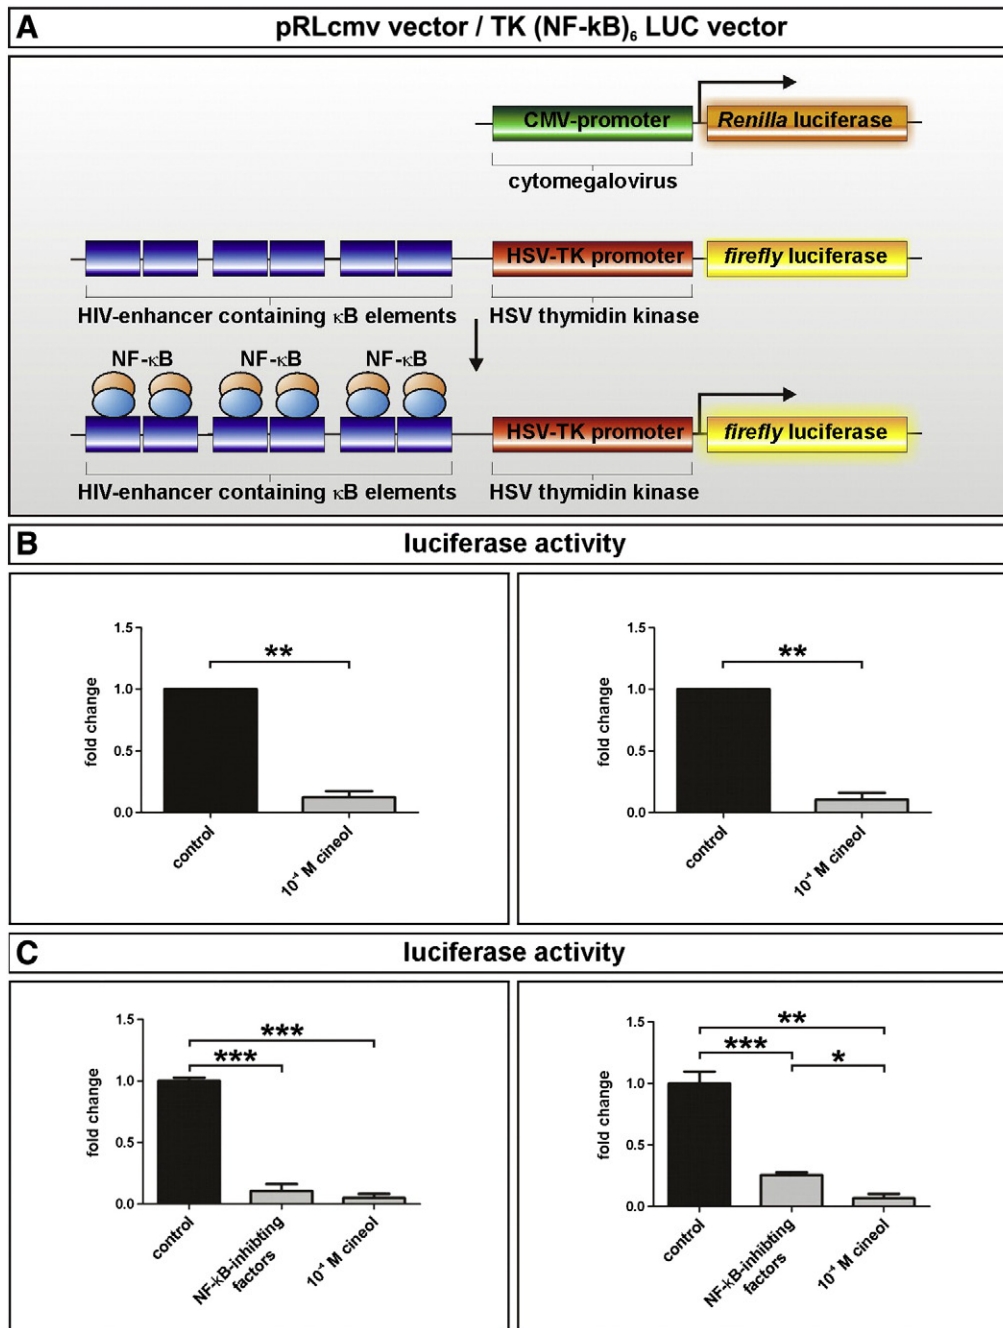 A pRLcmv vector / TK (NF-kB)₆ LUC vector
CMV-promoter Renilla luciferase
cytomegalovirus
HSV-TK promoter firefly luciferase
HIV-enhancer containing κB elements HSV thymidin kinase
NF-κB NF-κB NF-κB
HSV-TK promoter firefly luciferase
HIV-enhancer containing κB elements HSV thymidin kinase
B luciferase activity
fold change
1.5
1.0
0.5
0.0
**
control
10⁻⁴ M cineol
fold change
1.5
1.0
0.5
0.0
**
control
10⁻⁴ M cineol
C luciferase activity
fold change
1.5
1.0
0.5
0.0
***
***
control
NF-κB-inhibting
factors
10⁻⁴ M cineol
fold change
1.5
1.0
0.5
0.0
**
***
*
control
NF-κB-inhibting
factors
10⁻⁴ M cineol